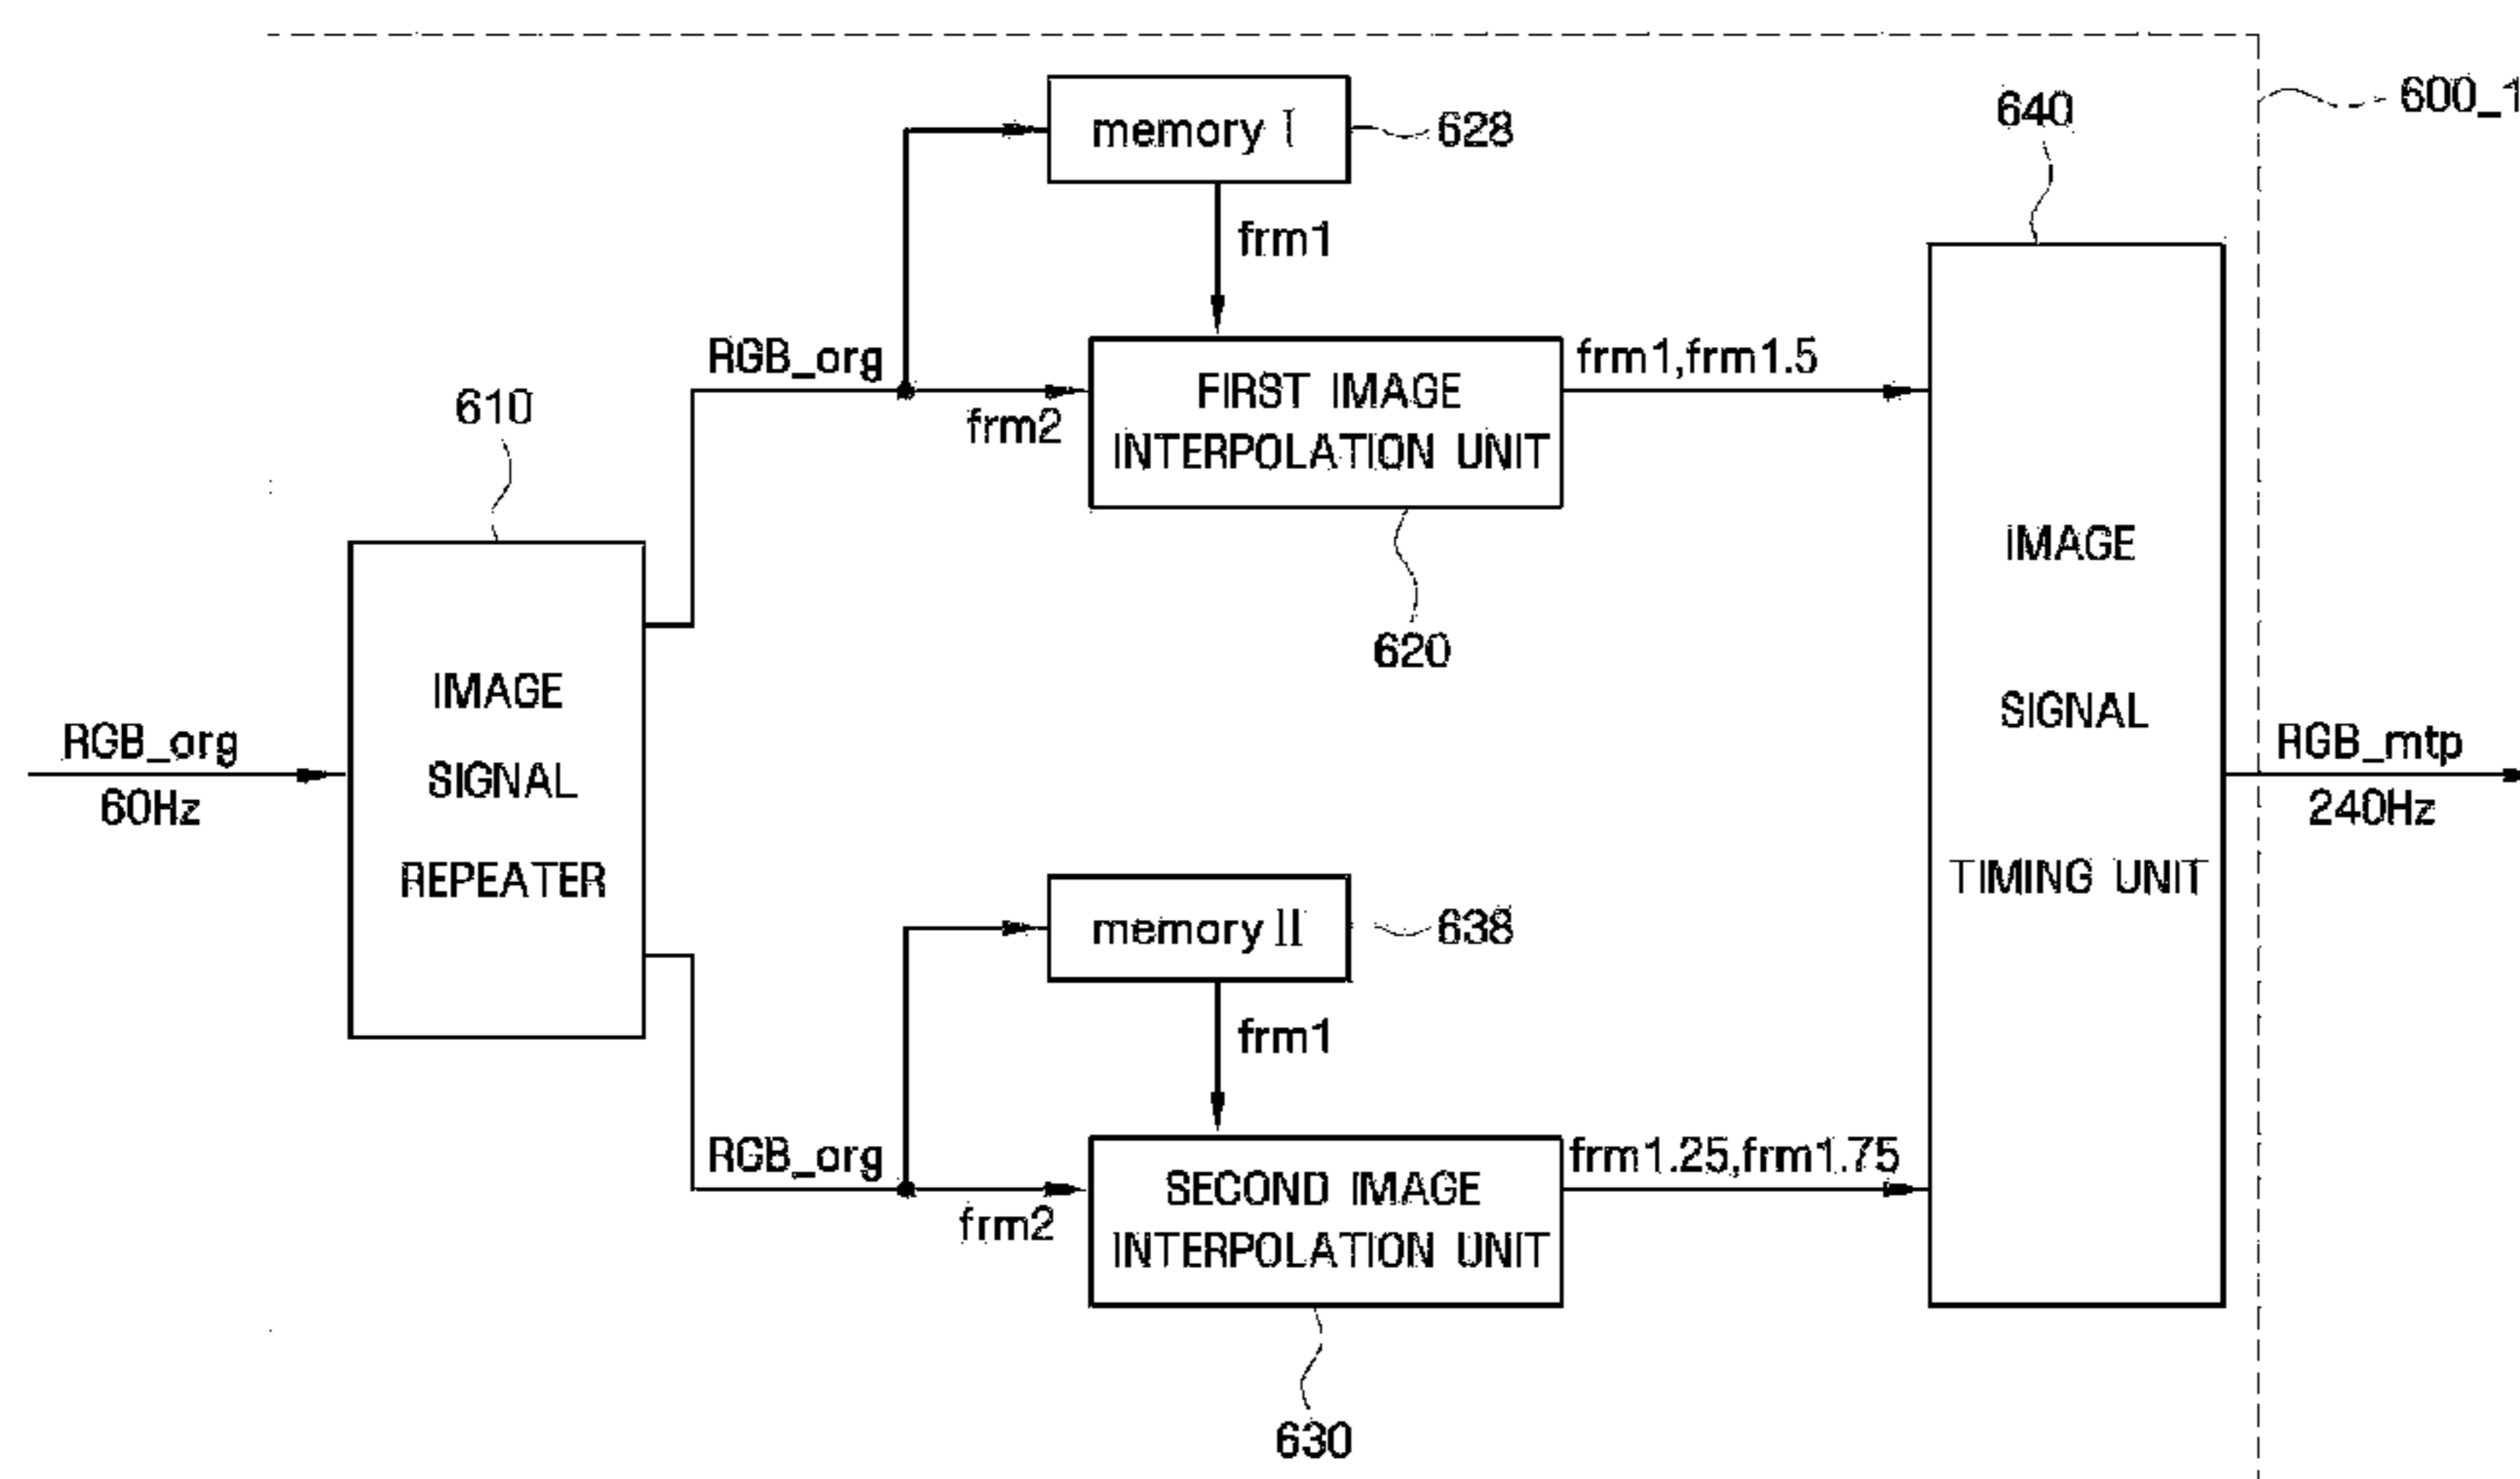 600_1
640
memory I
628
frm1
RGB_org
frm2
FIRST IMAGE
INTERPOLATION UNIT
frm1,frm1.5
620
610
IMAGE
SIGNAL
REPEATER
RGB_org
60Hz
IMAGE
SIGNAL
TIMING UNIT
RGB_mtp
240Hz
memory II
638
frm1
RGB_org
frm2
SECOND IMAGE
INTERPOLATION UNIT
frm1.25,frm1.75
630